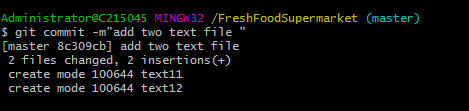 Administrator@C215045 MINGW32 /FreshFoodSupermarket (master)
$ git commit -m"add two text file "
[master 8c309cb] add two text file
 2 files changed, 2 insertions(+)
 create mode 100644 text11
 create mode 100644 text12